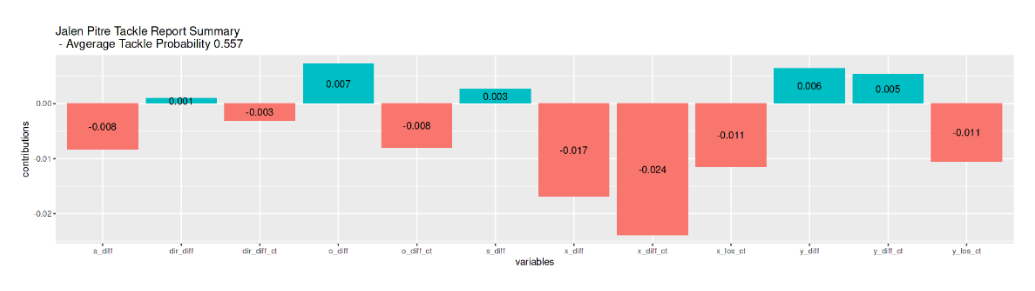 Jalen Pitre Tackle Report Summary
- Avgerage Tackle Probability 0.557
contributions
0.00
-0.01
-0.02
-0.008
0.001
-0.003
0.007
-0.008
0.003
-0.017
-0.024
-0.011
0.006
0.005
-0.011
a_diff
dir_diff
dir_diff_ct
o_diff
o_diff_ct
s_diff
x_diff
x_diff_ct
x_los_ct
y_diff
y_diff_ct
y_los_ct
variables